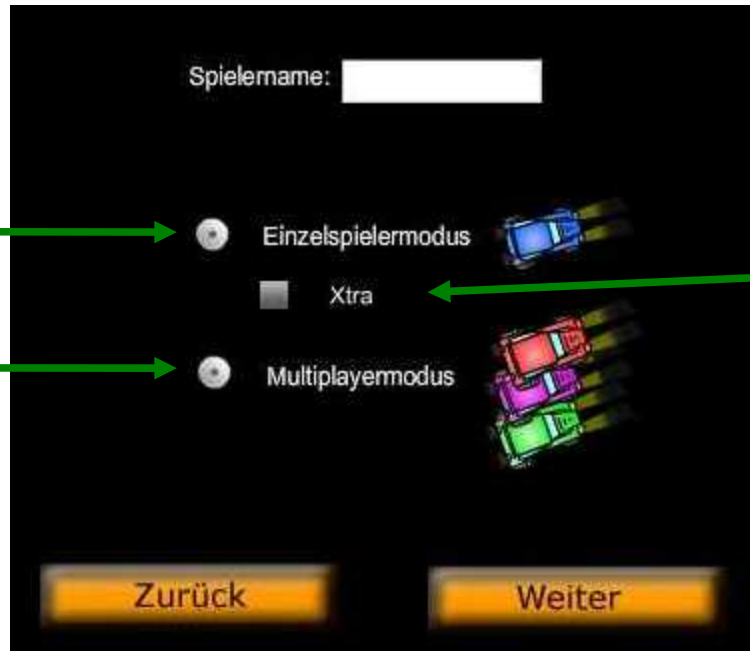 Spielername:
Einzelspielermodus
Xtra
Multiplayermodus
Zurück
Weiter